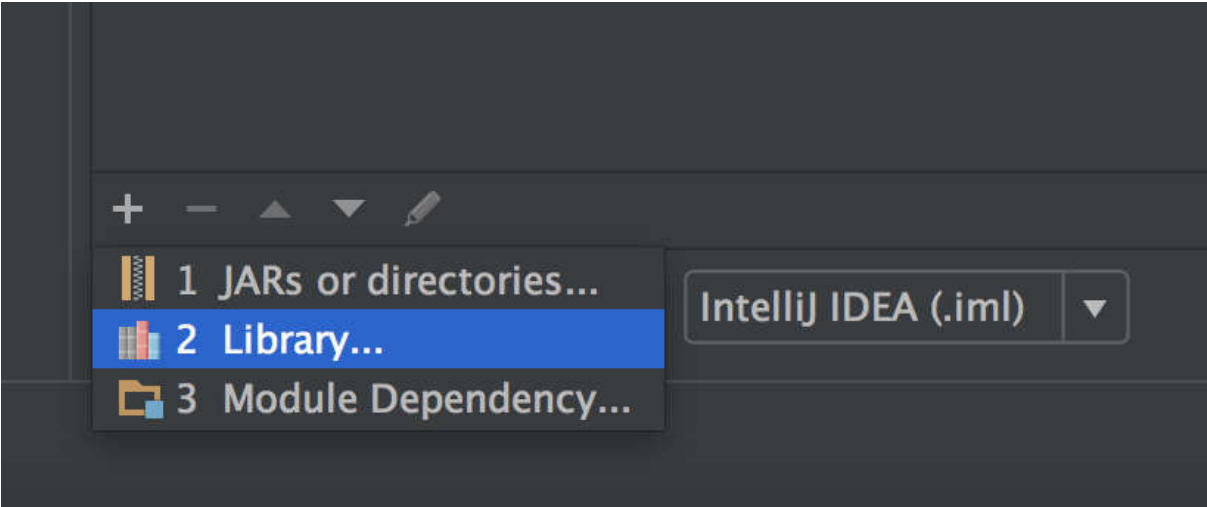 1 JARs or directories...
2 Library...
3 Module Dependency...
IntelliJ IDEA (.iml)